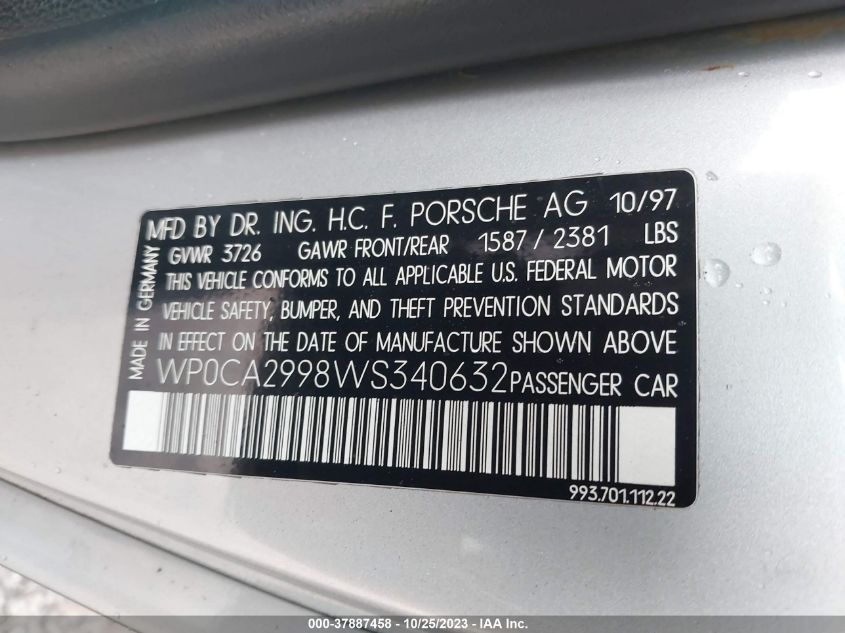 MFD BY DR. ING. H.C. F. PORSCHE AG 10/97
GVWR 3726 GAWR FRONT/REAR 1587 / 2381 LBS
THIS VEHICLE CONFORMS TO ALL APPLICABLE U.S. FEDERAL MOTOR
VEHICLE SAFETY, BUMPER, AND THEFT PREVENTION STANDARDS
IN EFFECT ON THE DATE OF MANUFACTURE SHOWN ABOVE
WP0CA2998WS340632 PASSENGER CAR
MADE IN GERMANY
993.701.112.22
000-37887458 - 10/25/2023 - IAA Inc.